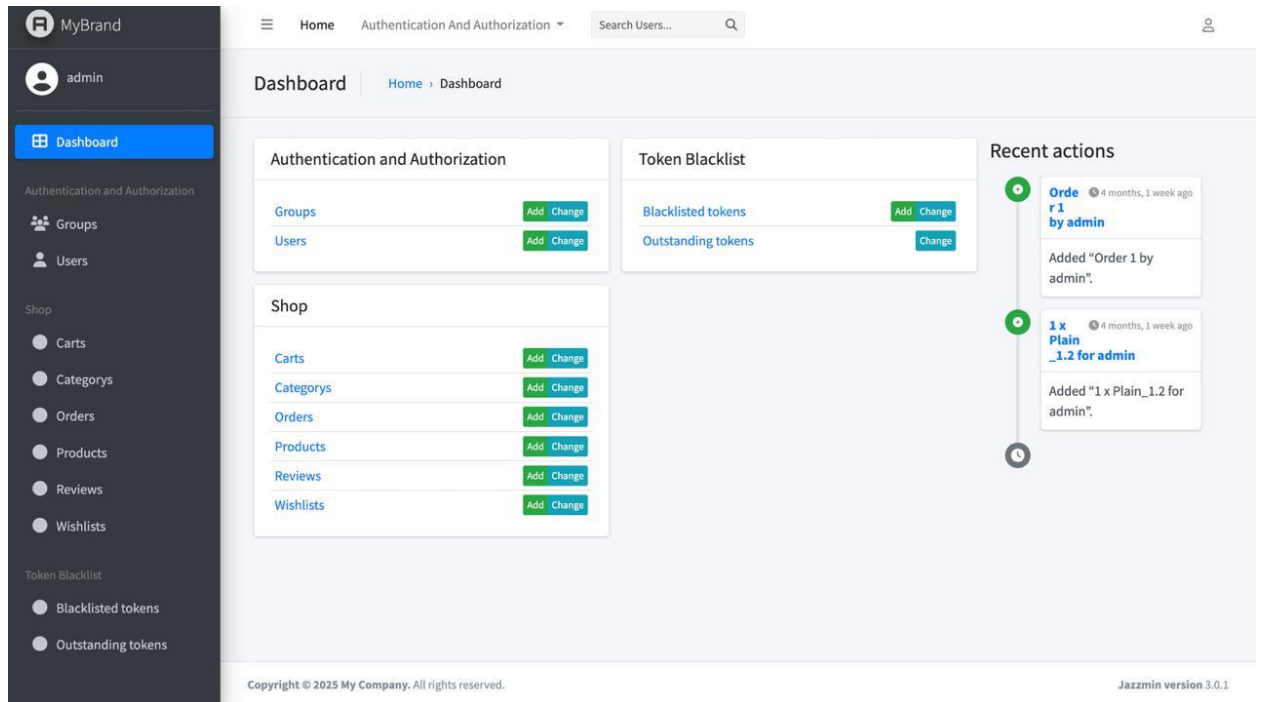 MyBrand
admin
Dashboard
Authentication and Authorization
Groups
Users
Shop
Carts
Categorys
Orders
Products
Reviews
Wishlists
Token Blacklist
Blacklisted tokens
Outstanding tokens
Home Authentication And Authorization Search Users...
Dashboard Home › Dashboard
Authentication and Authorization
Groups Add Change
Users Add Change
Shop
Carts Add Change
Categorys Add Change
Orders Add Change
Products Add Change
Reviews Add Change
Wishlists Add Change
Token Blacklist
Blacklisted tokens Add Change
Outstanding tokens Change
Recent actions
Orde 4 months, 1 week ago
r 1
by admin
Added “Order 1 by
admin”.
1 x 4 months, 1 week ago
Plain
_1.2 for admin
Added “1 x Plain_1.2 for
admin”.
Copyright © 2025 My Company. All rights reserved. Jazzmin version 3.0.1